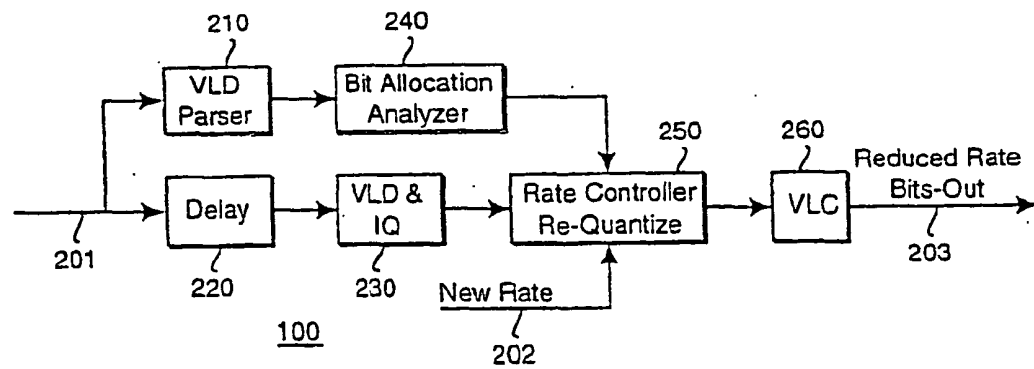 210
240
VLD
Parser
Bit Allocation
Analyzer
250
260
Reduced Rate
Bits-Out
Delay
VLD &
IQ
Rate Controller
Re-Quantize
VLC
201
220
230
203
New Rate
202
100